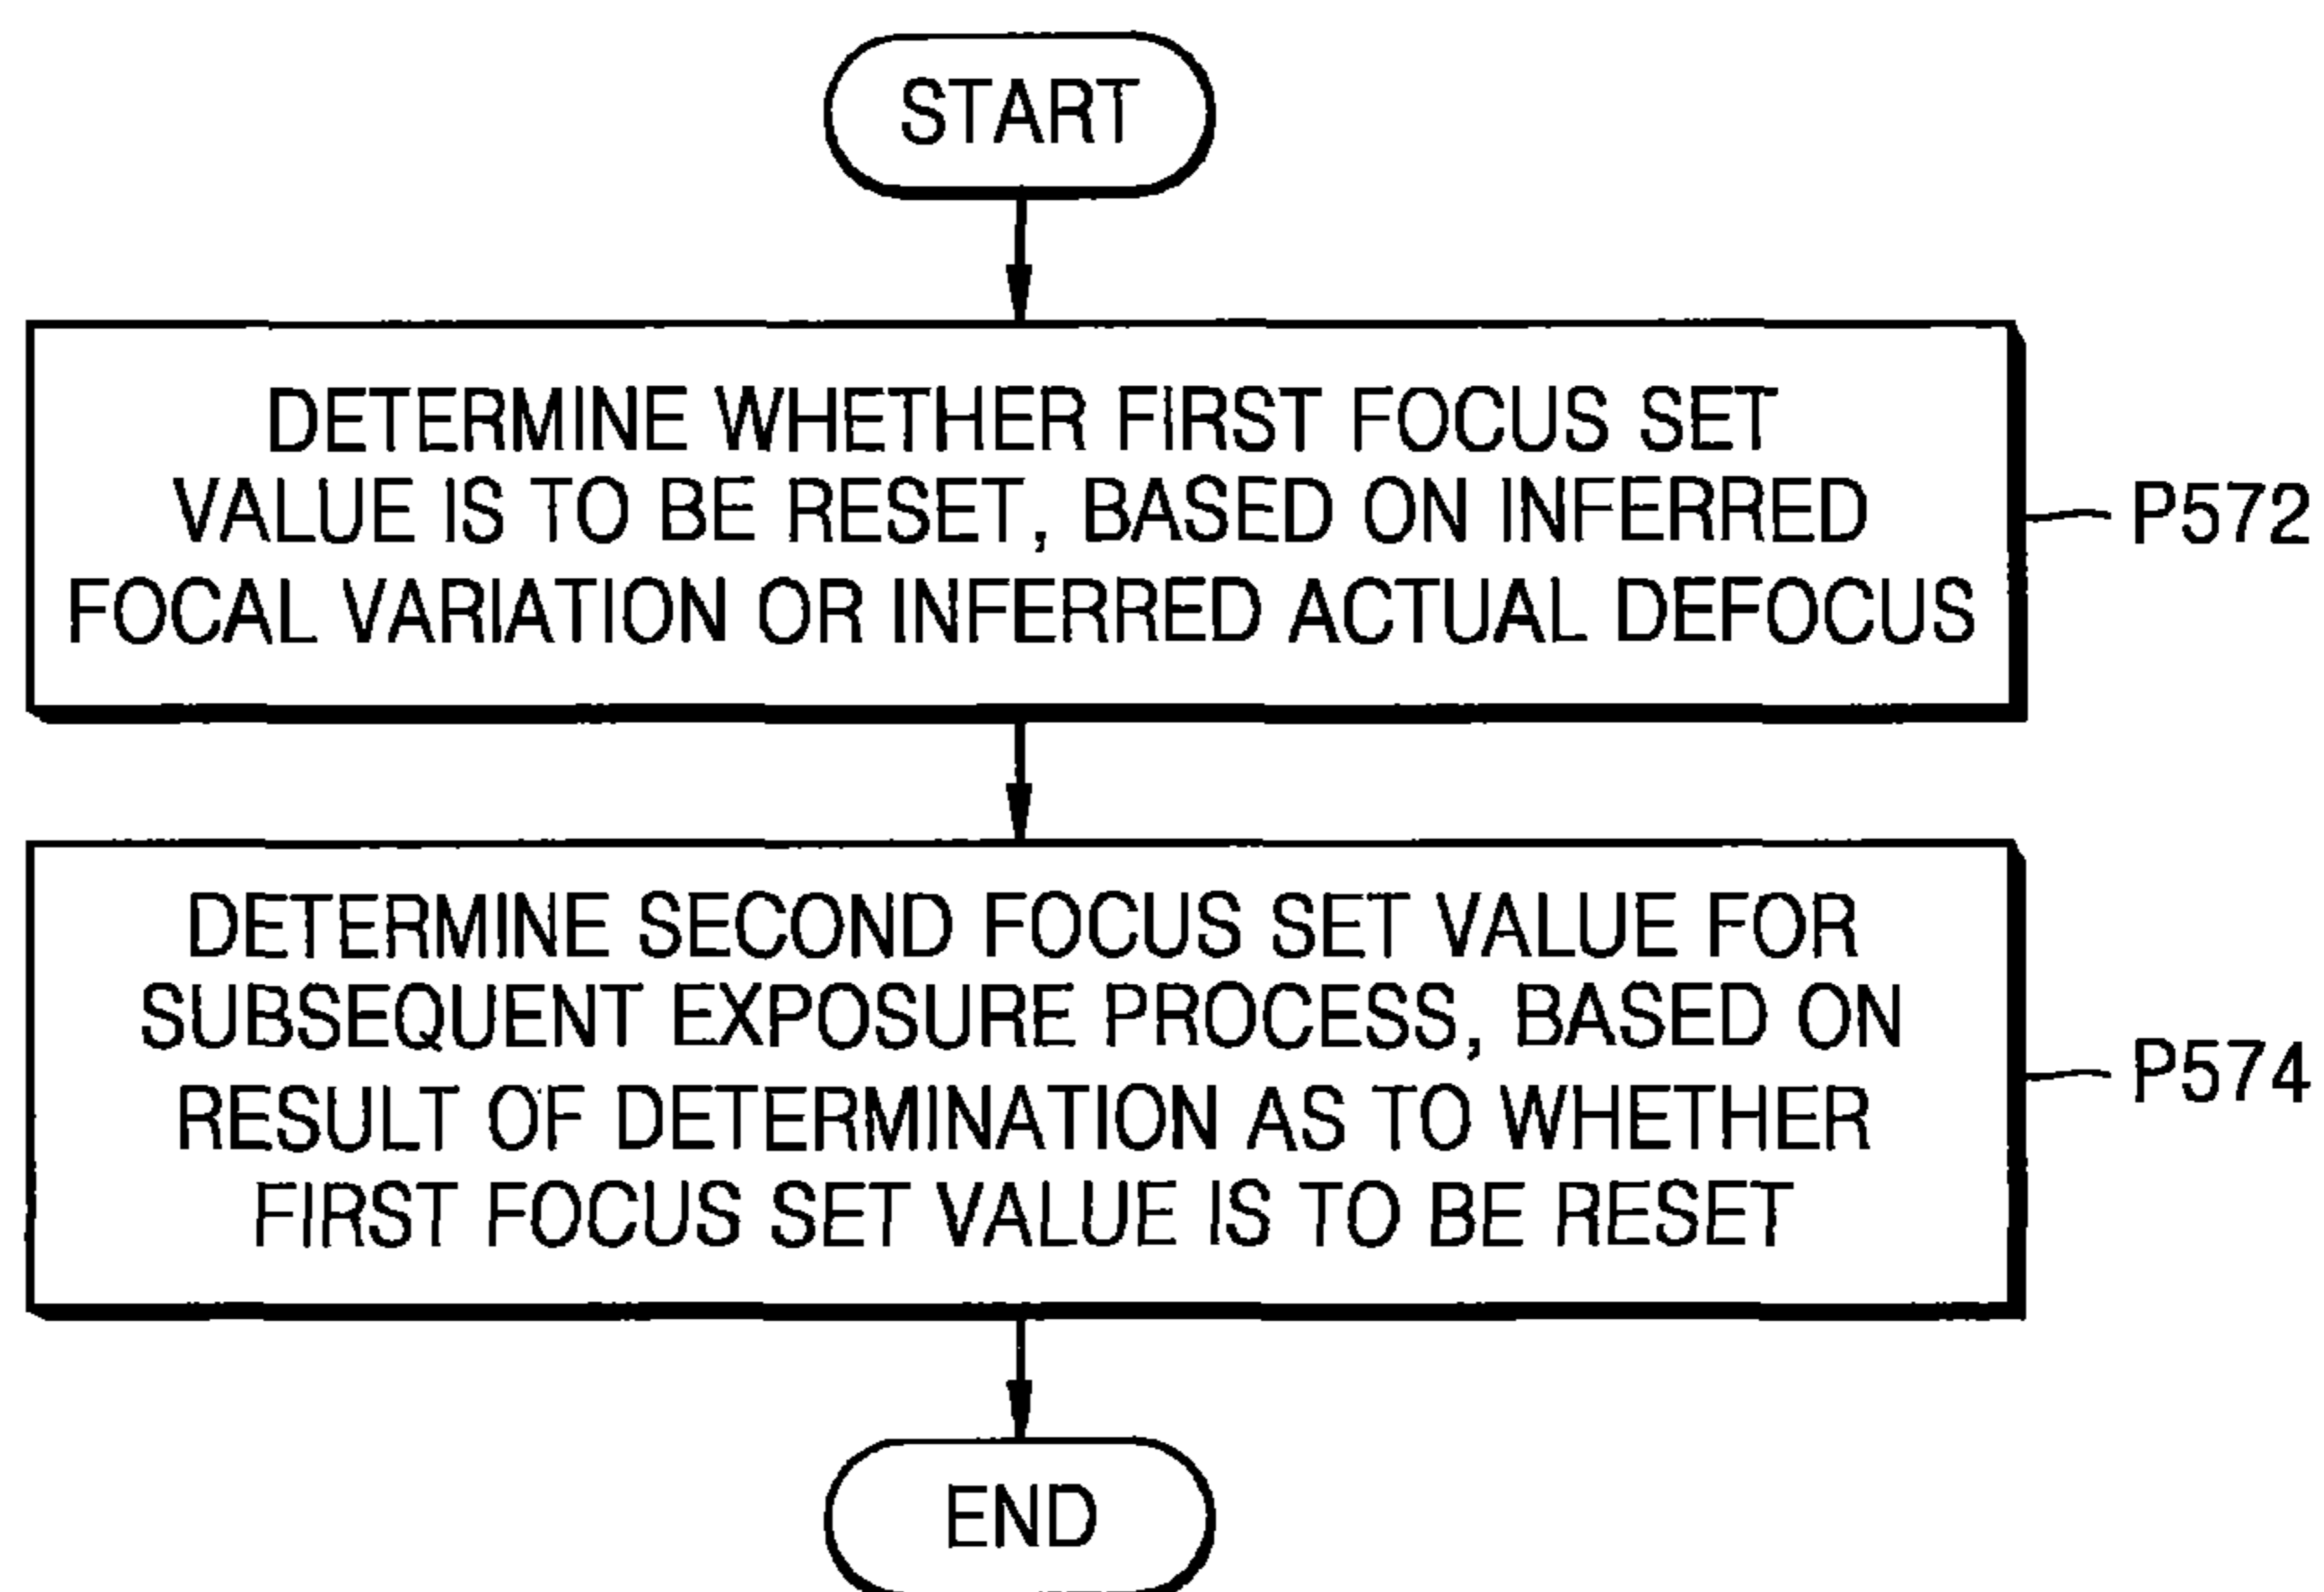 START
DETERMINE WHETHER FIRST FOCUS SET
VALUE IS TO BE RESET, BASED ON INFERRED
FOCAL VARIATION OR INFERRED ACTUAL DEFOCUS
P572
DETERMINE SECOND FOCUS SET VALUE FOR
SUBSEQUENT EXPOSURE PROCESS, BASED ON
RESULT OF DETERMINATION AS TO WHETHER
FIRST FOCUS SET VALUE IS TO BE RESET
P574
END